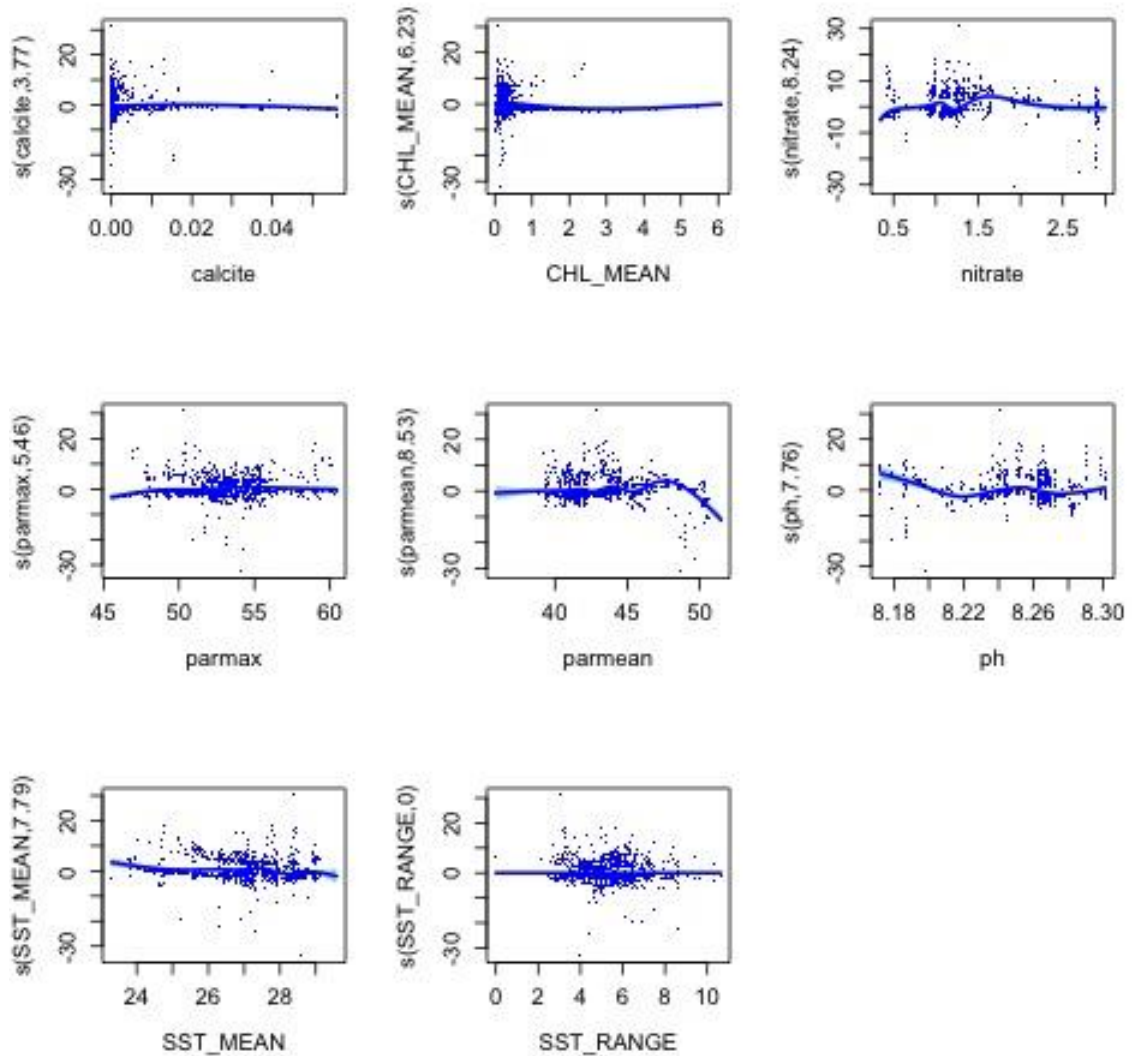 s(calcite,3.77)
20
0
-30
0.00 0.02 0.04
calcite
s(CHL_MEAN,6.23)
20
0
-30
0 1 2 3 4 5 6
CHL_MEAN
s(nitrate,8.24)
30
10
-10
-30
0.5 1.5 2.5
nitrate
s(parmax,5.46)
20
0
-30
45 50 55 60
parmax
s(parmean,8.53)
20
0
-30
40 45 50
parmean
s(ph,7.76)
20
0
-30
8.18 8.22 8.26 8.30
ph
s(SST_MEAN,7.79)
20
0
-30
24 26 28
SST_MEAN
s(SST_RANGE,0)
20
0
-30
0 2 4 6 8 10
SST_RANGE